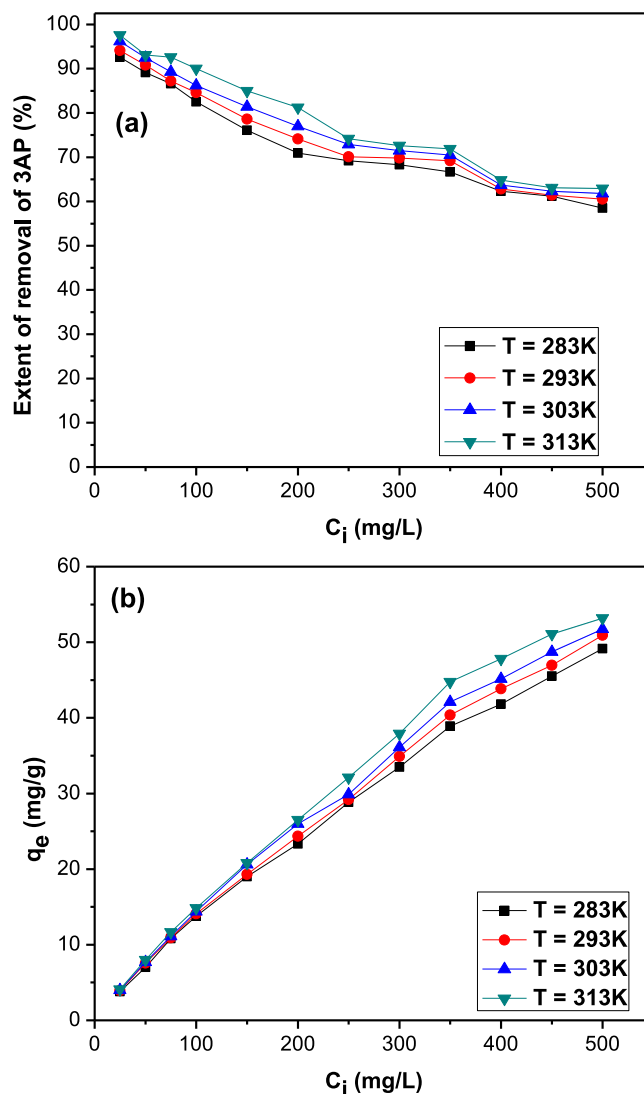 100
90
80
70
60
50
40
30
20
10
0
Extent of removal of 3AP (%)
(a)
T = 283K
T = 293K
T = 303K
T = 313K
0 100 200 300 400 500
Ci (mg/L)
60
50
40
30
20
10
0
qe (mg/g)
(b)
T = 283K
T = 293K
T = 303K
T = 313K
0 100 200 300 400 500
Ci (mg/L)